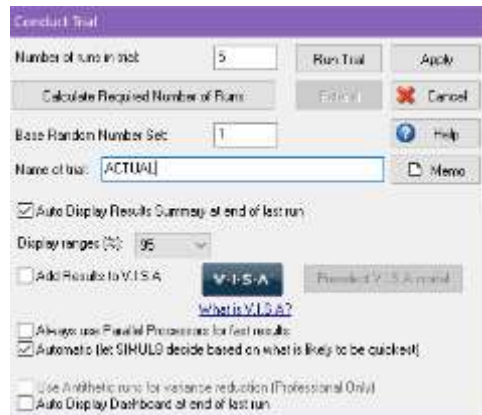 Conduct Trial
Number of runs in trial: 5 Run Trial Apply
Calculate Required Number of Runs Extend Cancel
Base Random Number Set: 1 Help
Name of trial: ACTUAL Memo
Auto Display Results Summary at end of last run
Display ranges (%): 95
Add Results to V.I.S.A V·I·S·A V.I.S.A model
What is V.I.S.A?
Always use Parallel Processors for fast results
Automatic (let SIMUL8 decide based on what is likely to be quickest)
Use Antithetic runs for variance reduction (Professional Only)
Auto Display Dashboard at end of last run